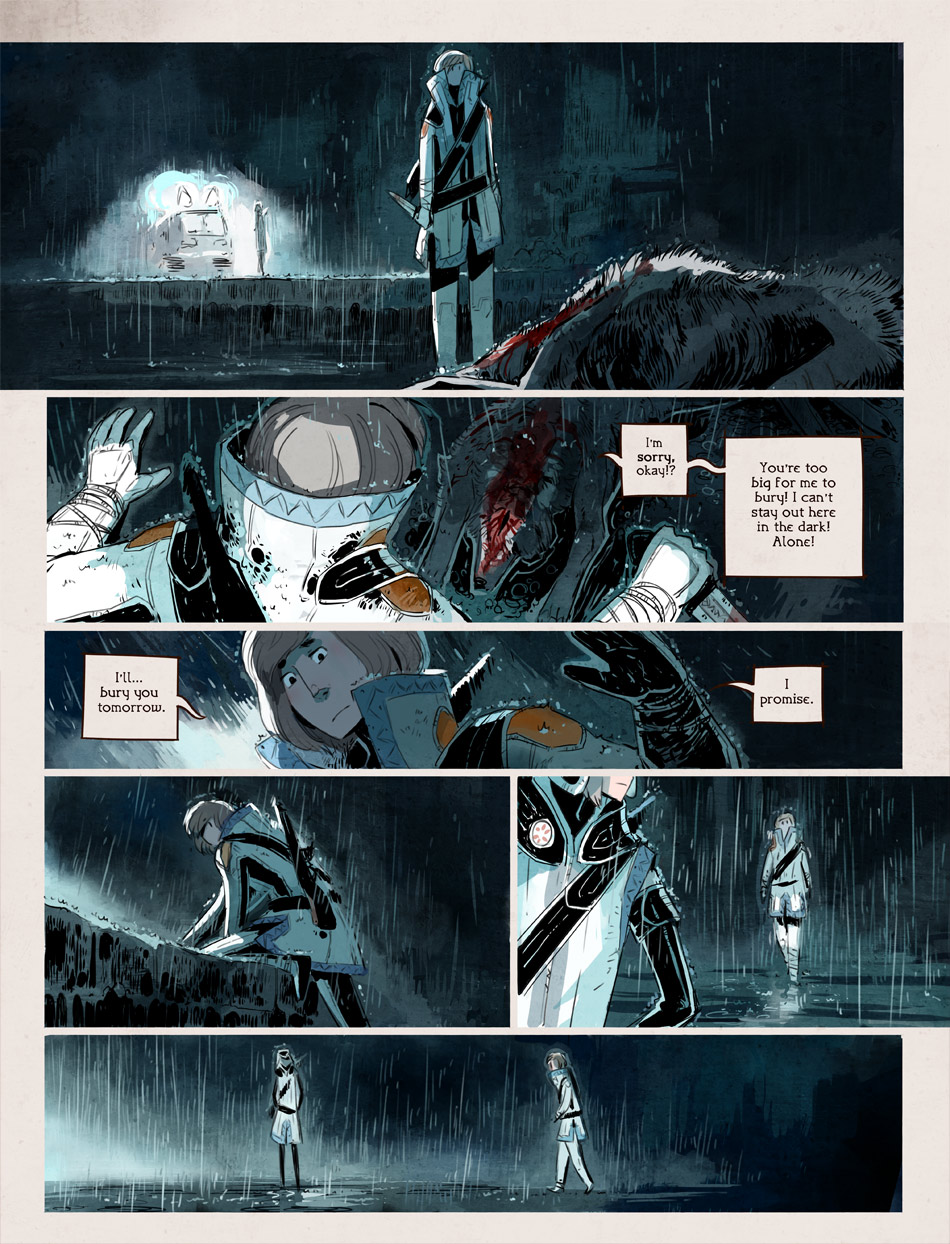 I'm
sorry,
okay!?
You're too
big for me to
bury! I can't
stay out here
in the dark!
Alone!
I'll...
bury you
tomorrow.
I
promise.